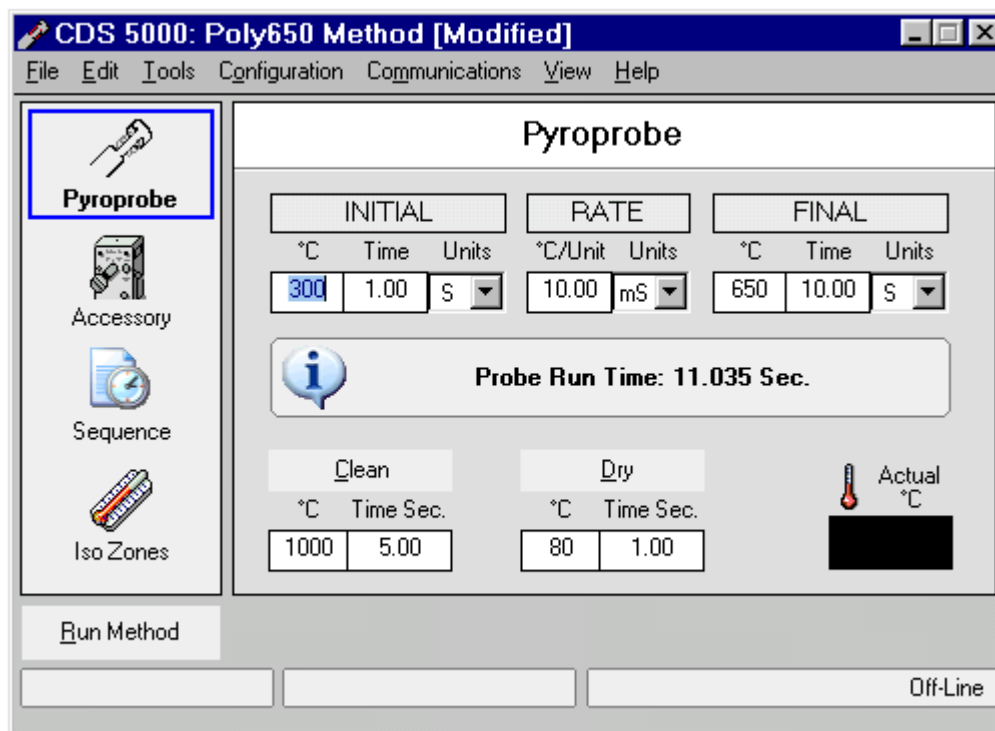 CDS 5000: Poly650 Method [Modified]
File Edit Tools Configuration Communications View Help
Pyroprobe
Accessory
Sequence
Iso Zones
Run Method
Pyroprobe
INITIAL RATE FINAL
°C Time Units °C/Unit Units °C Time Units
300 1.00 S 10.00 mS 650 10.00 S
Probe Run Time: 11.035 Sec.
Clean Dry
°C Time Sec. °C Time Sec. Actual °C
1000 5.00 80 1.00
Off-Line